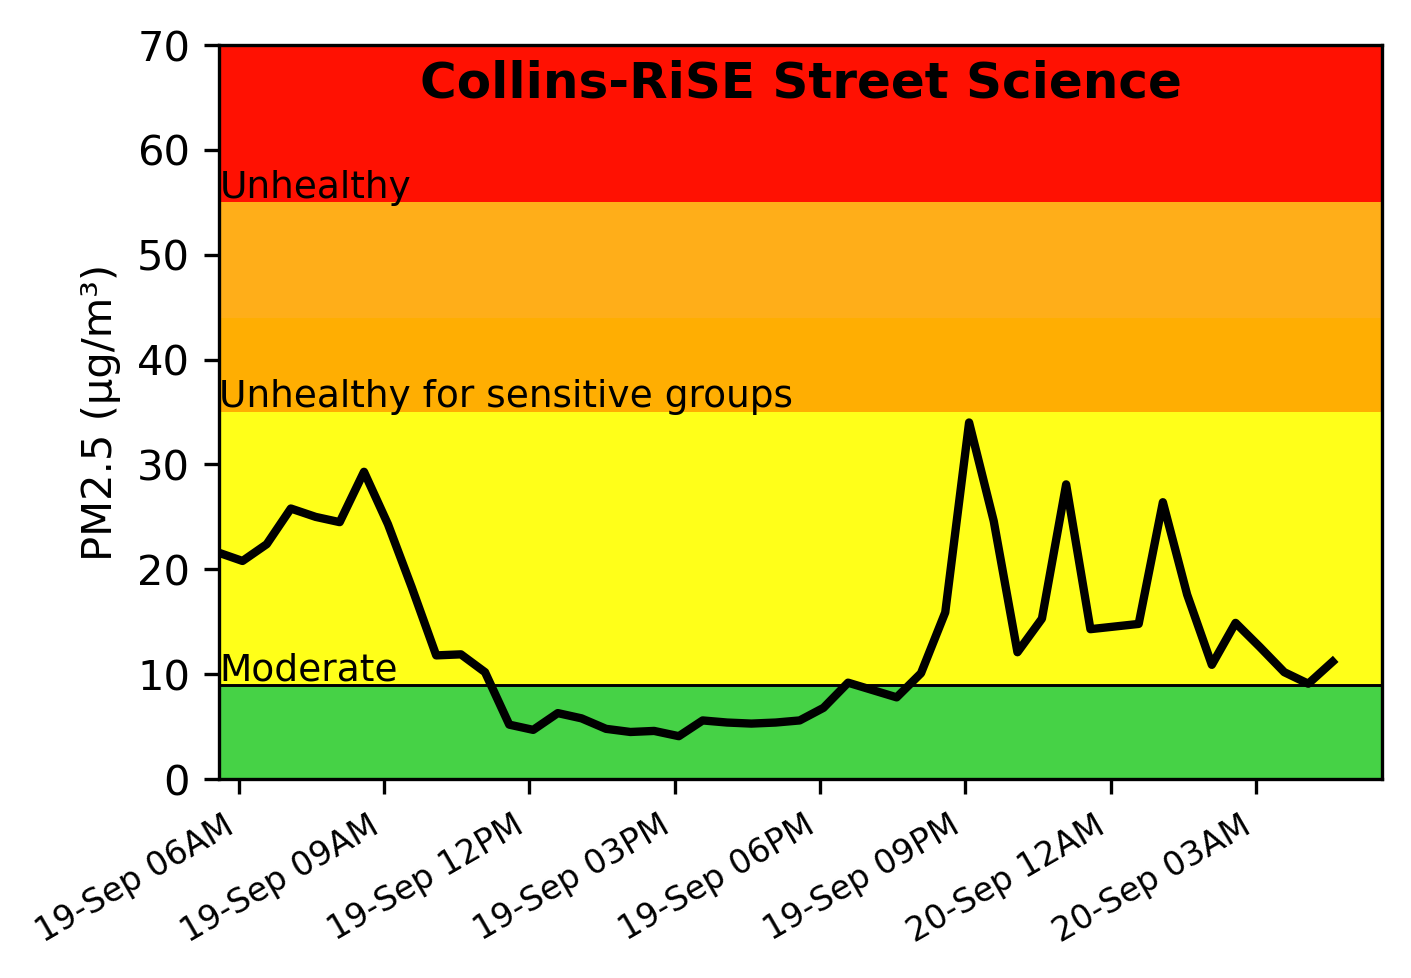 Collins-RiSE Street Science
70
60
50
40
30
20
10
0
PM2.5 (µg/m³)
Unhealthy
Unhealthy for sensitive groups
Moderate
19-Sep 06AM
19-Sep 09AM
19-Sep 12PM
19-Sep 03PM
19-Sep 06PM
19-Sep 09PM
20-Sep 12AM
20-Sep 03AM